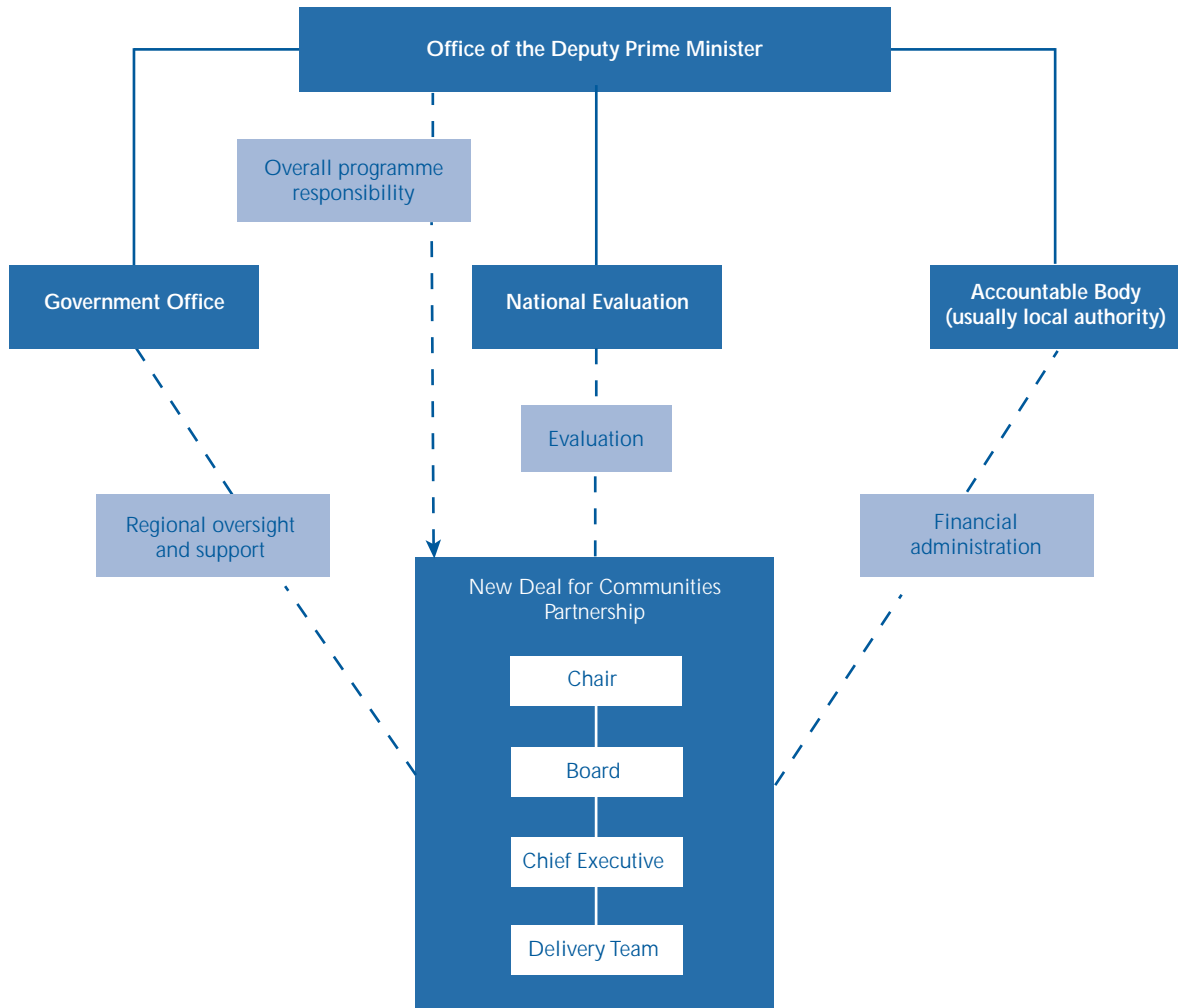 Office of the Deputy Prime Minister
Overall programme
responsibility
Government Office
National Evaluation
Accountable Body
(usually local authority)
Evaluation
Regional oversight
and support
Financial
administration
New Deal for Communities
Partnership
Chair
Board
Chief Executive
Delivery Team